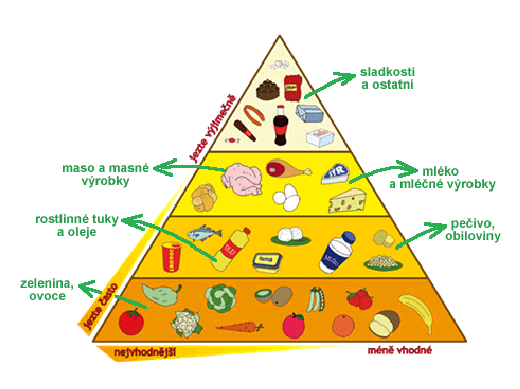 sladkosti
a ostatní
jezte výjimečně
maso a masné
výrobky
mléko
a mléčné výrobky
rostlinné tuky
a oleje
pečivo,
obiloviny
zelenina,
ovoce
jezte často
nejvhodnější
méně vhodné